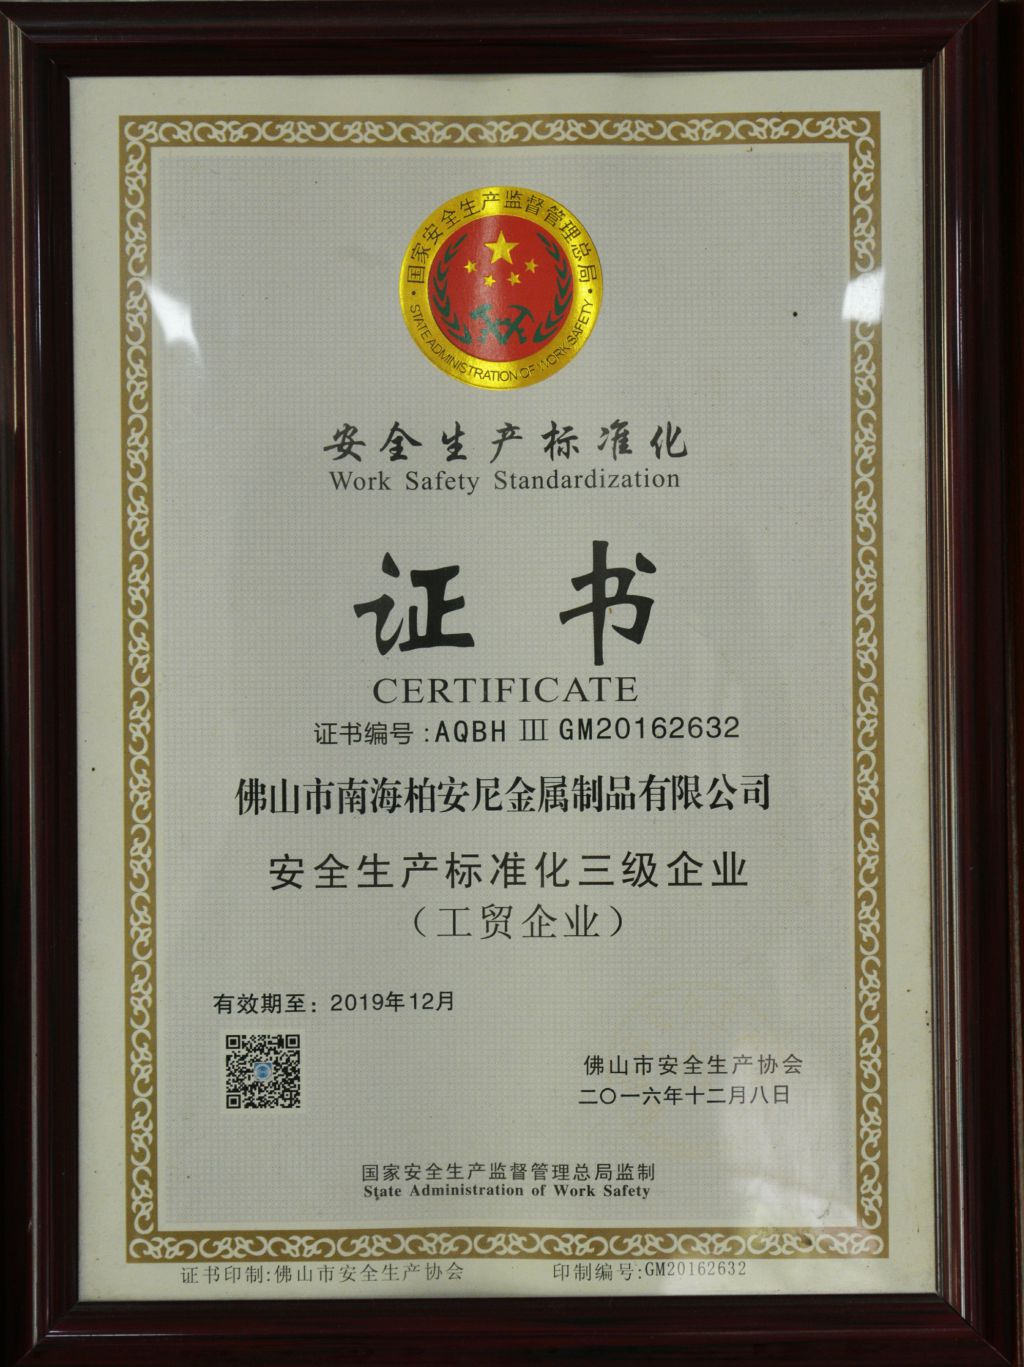 国家安全生产监督管理总局
STATE ADMINISTRATION OF WORK SAFETY
安全生产标准化
Work Safety Standardization
证书
CERTIFICATE
证书编号:AQBH III GM20162632
佛山市南海柏安尼金属制品有限公司
安全生产标准化三级企业
（工贸企业）
有效期至：2019年12月
佛山市安全生产协会
二〇一六年十二月八日
国家安全生产监督管理总局监制
State Administration of Work Safety
证书印制:佛山市安全生产协会 印制编号:GM20162632